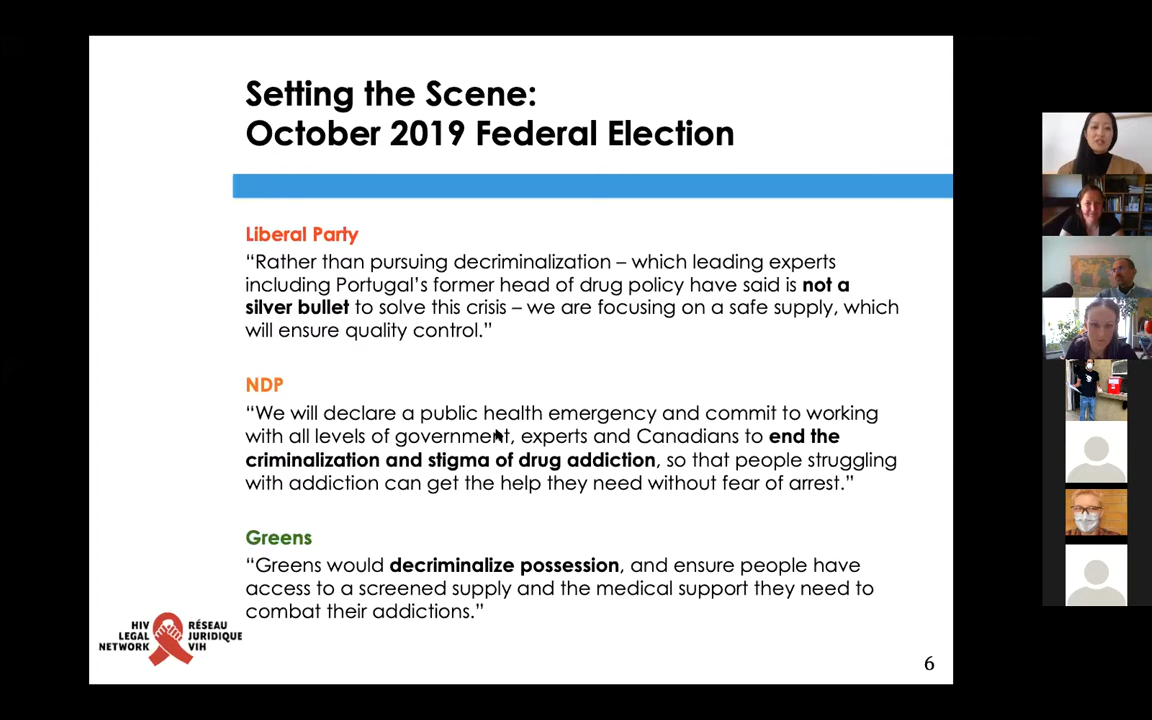 Setting the Scene:
October 2019 Federal Election
Liberal Party
“Rather than pursuing decriminalization – which leading experts
including Portugal’s former head of drug policy have said is not a
silver bullet to solve this crisis – we are focusing on a safe supply, which
will ensure quality control.”
NDP
“We will declare a public health emergency and commit to working
with all levels of government, experts and Canadians to end the
criminalization and stigma of drug addiction, so that people struggling
with addiction can get the help they need without fear of arrest.”
Greens
“Greens would decriminalize possession, and ensure people have
access to a screened supply and the medical support they need to
combat their addictions.”
HIV
LEGAL
NETWORK
RÉSEAU
JURIDIQUE
VIH
6